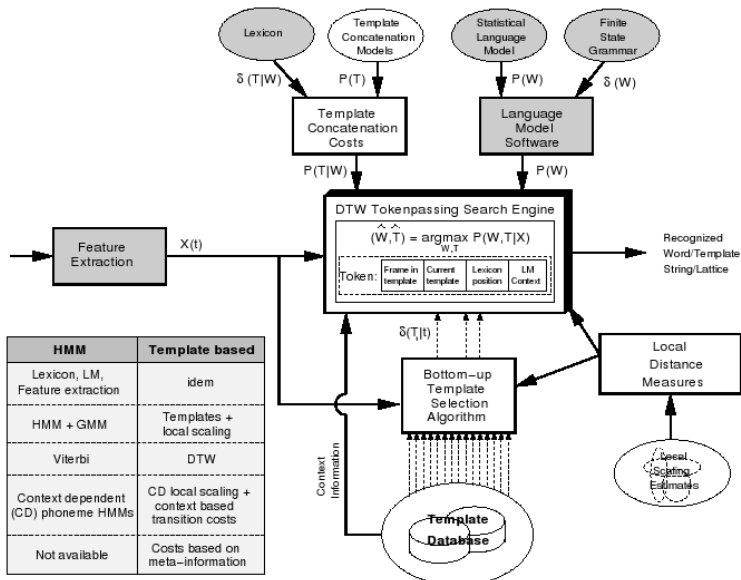 Lexicon
Template
Concatenation
Models
Statistical
Language
Model
Finite
State
Grammar
δ (T|W)
P(T)
P(W)
δ (W)
Template
Concatenation
Costs
Language
Model
Software
P(T|W)
P(W)
DTW Tokenpassing Search Engine
(Ŵ,T̂) = argmax P(W,T|X)
W,T
Token:
Frame in
template
Current
template
Lexicon
position
LM
Context
Feature
Extraction
X(t)
Recognized
Word/Template
String/Lattice
δ(Tᵢ|t)
Bottom-up
Template
Selection
Algorithm
Local
Distance
Measures
Local
Scaling
Estimates
Context
Information
Template
Database
HMM
Template based
Lexicon, LM,
Feature extraction
idem
HMM + GMM
Templates +
local scaling
Viterbi
DTW
Context dependent
(CD) phoneme HMMs
CD local scaling +
context based
transition costs
Not available
Costs based on
meta-information